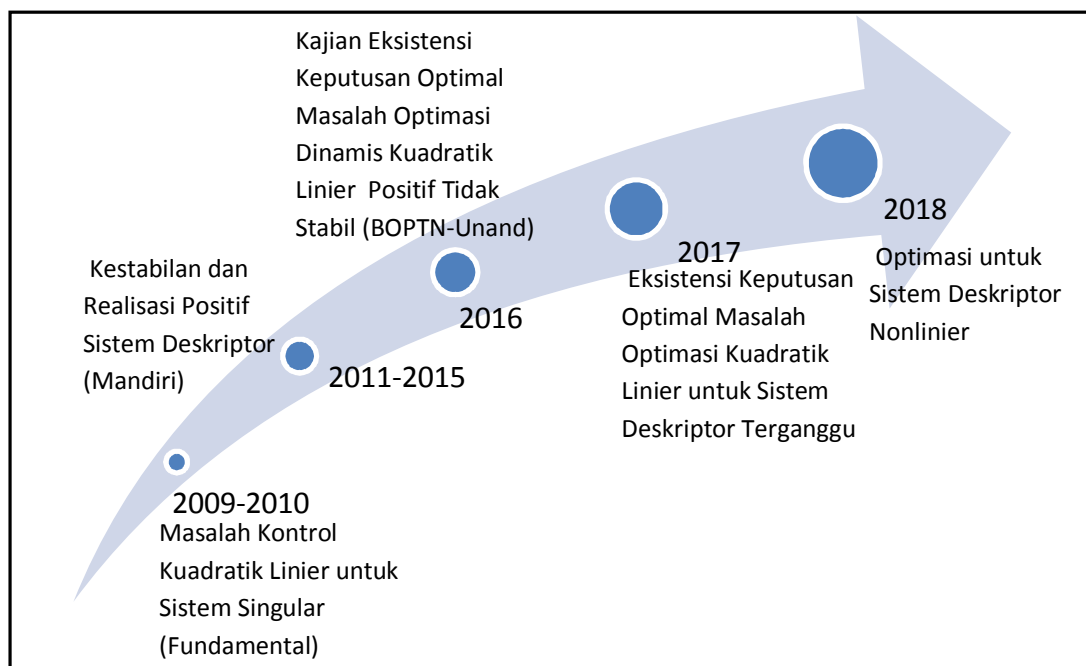 Kajian Eksistensi
Keputusan Optimal
Masalah Optimasi
Dinamis Kuadratik
Linier Positif Tidak
Stabil (BOPTN-Unand)
2018
Optimasi untuk
Sistem Deskriptor
Nonlinier
2017
Eksistensi Keputusan
Optimal Masalah
Optimasi Kuadratik
Linier untuk Sistem
Deskriptor Terganggu
2016
Kestabilan dan
Realisasi Positif
Sistem Deskriptor
(Mandiri)
2011-2015
2009-2010
Masalah Kontrol
Kuadratik Linier untuk
Sistem Singular
(Fundamental)